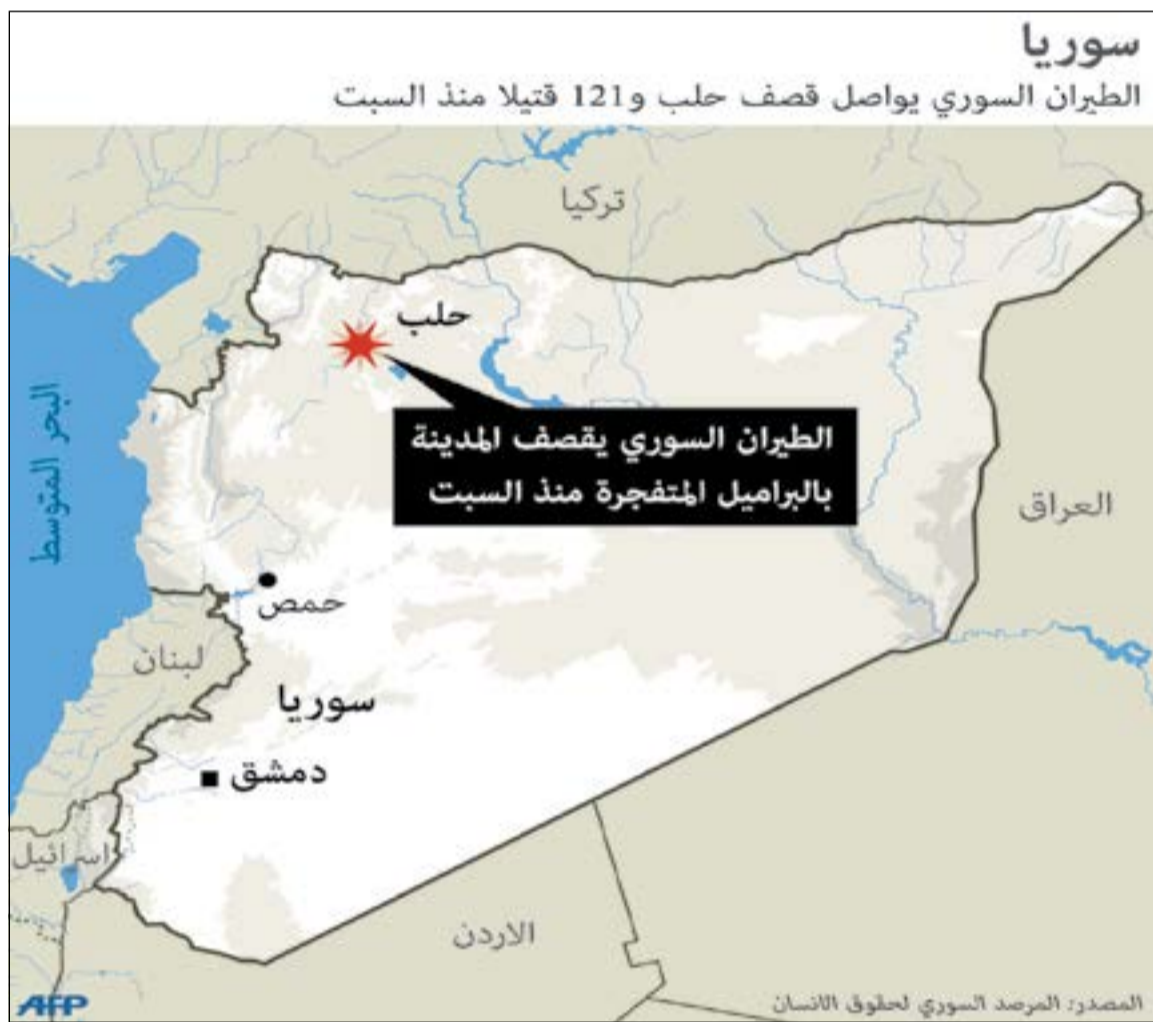 سوريا
الطيران السوري يواصل قصف حلب و121 قتيلا منذ السبت
تركيا
حلب
الطيران السوري يقصف المدينة
بالبراميل المتفجرة منذ السبت
البحر المتوسط
العراق
حمص
لبنان
سوريا
دمشق
اسرائيل
الاردن
المصدر: المرصد السوري لحقوق الانسان
AFP